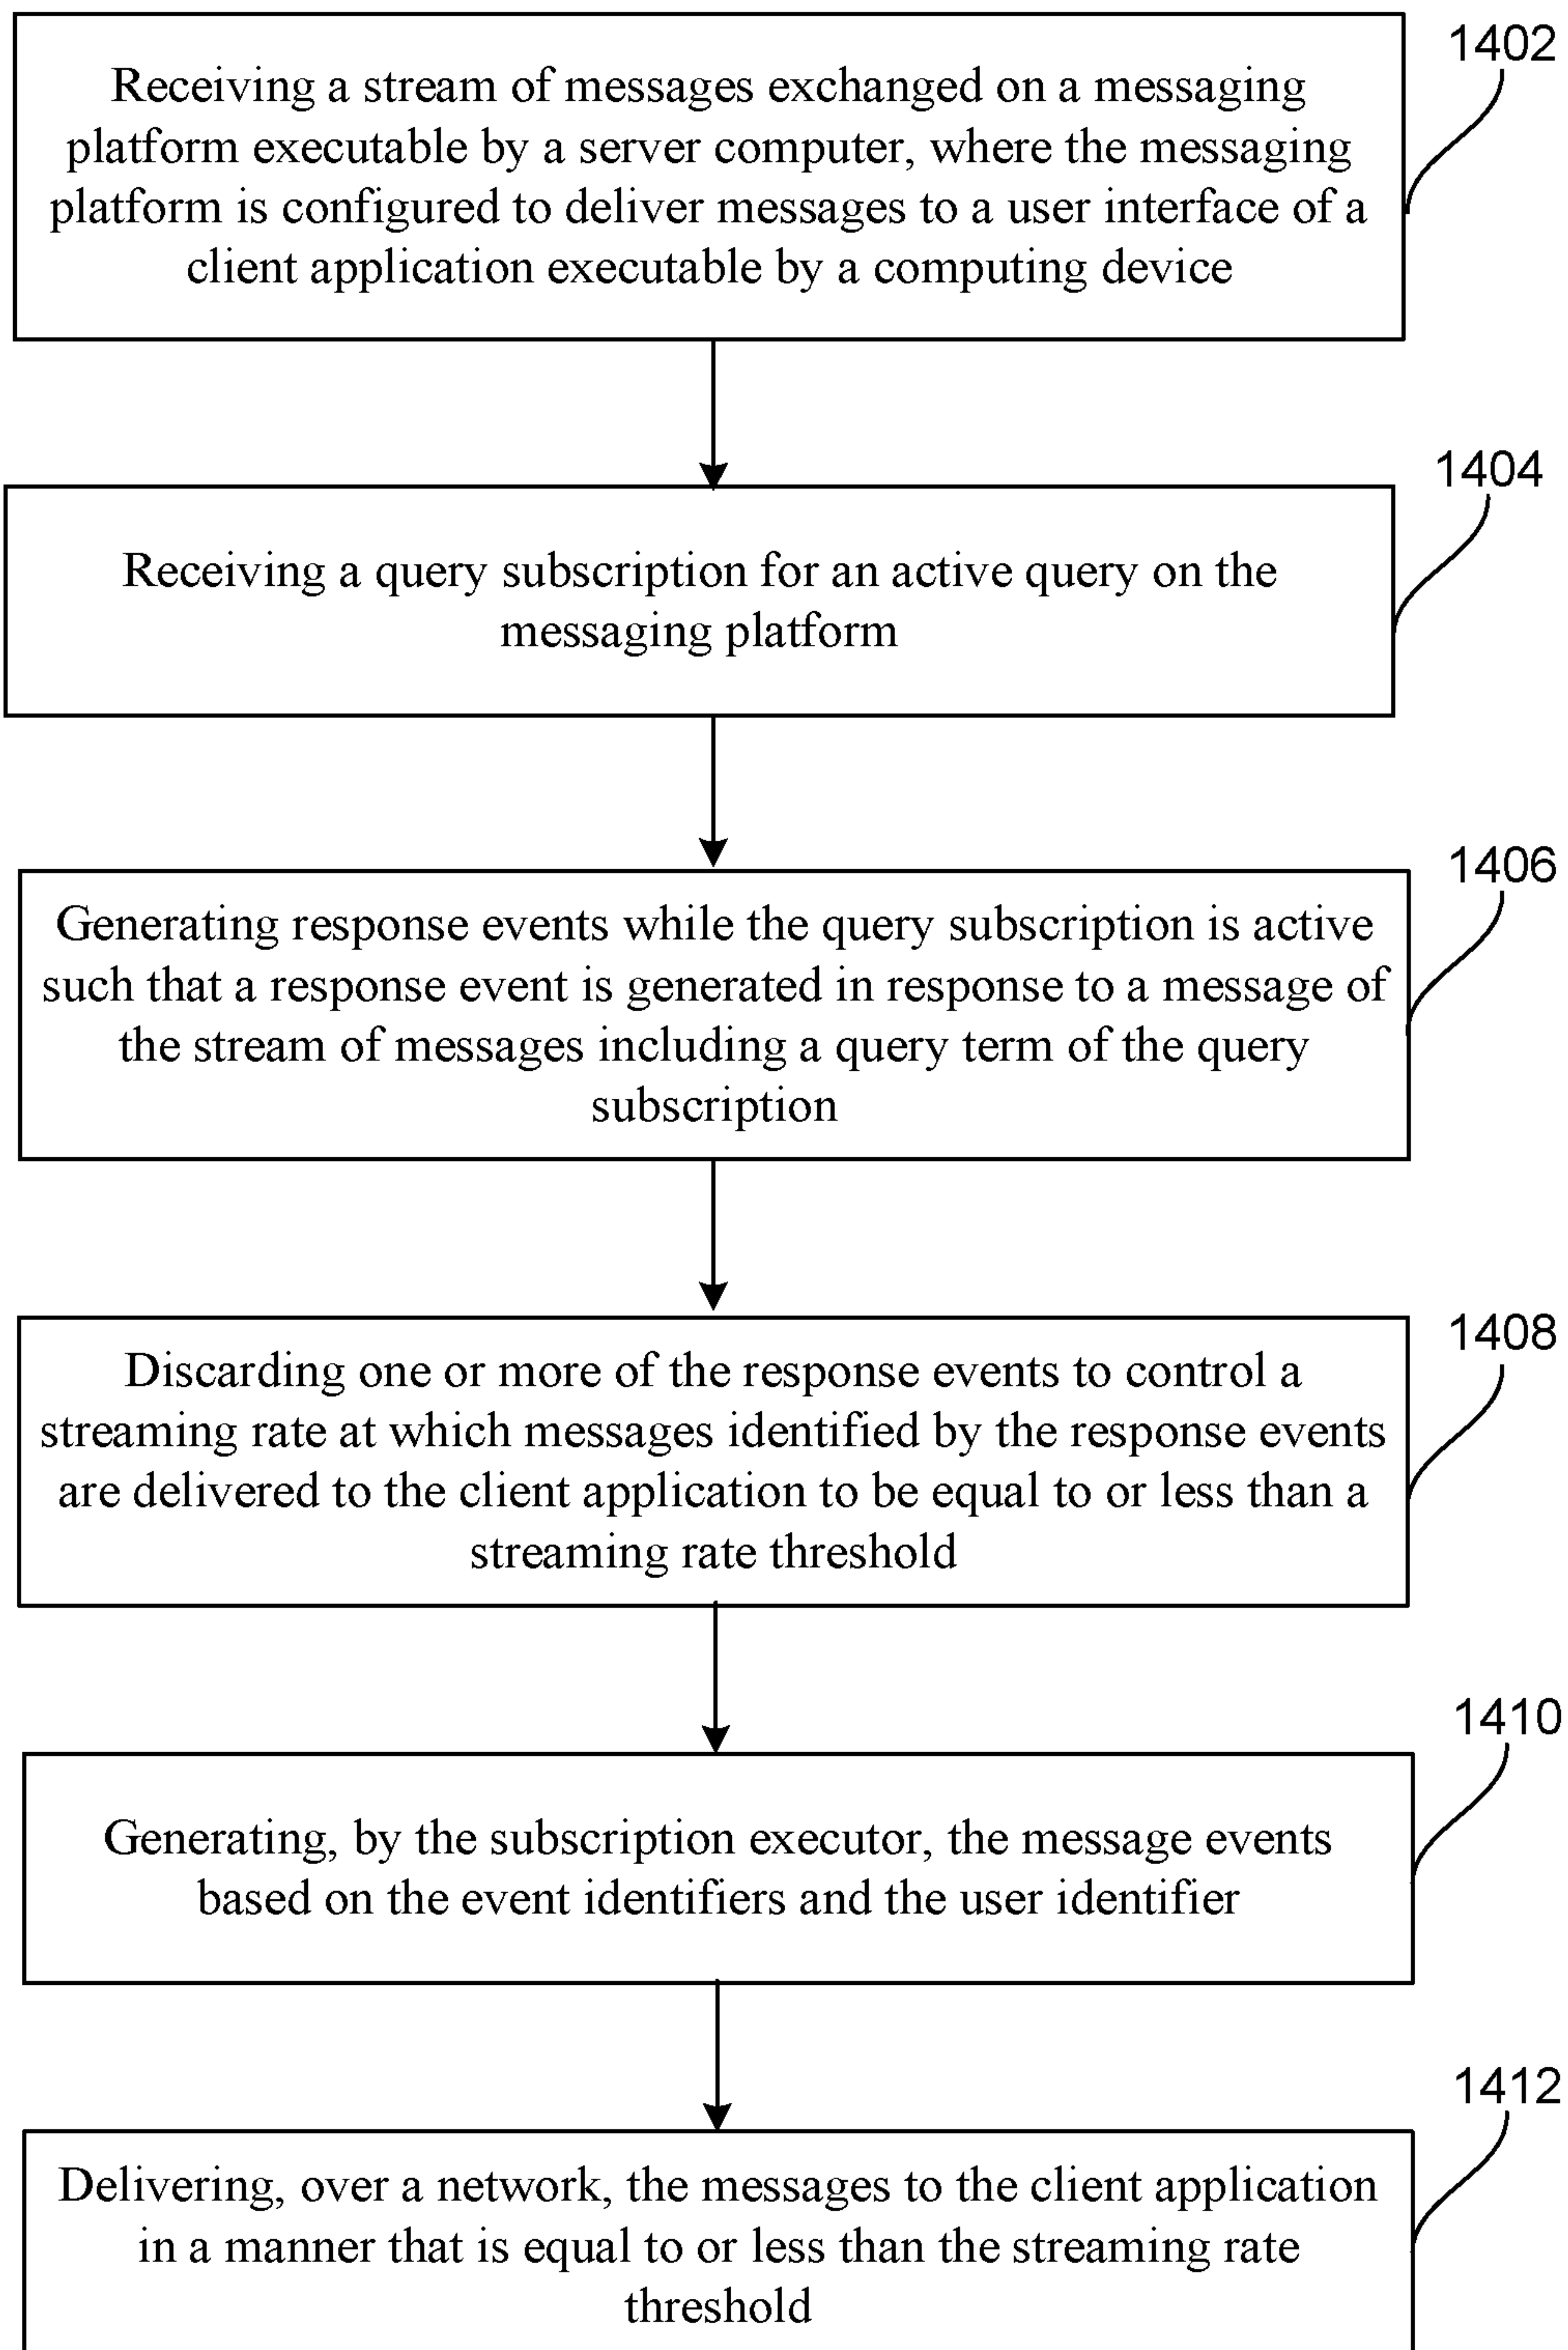 1402
Receiving a stream of messages exchanged on a messaging
platform executable by a server computer, where the messaging
platform is configured to deliver messages to a user interface of a
client application executable by a computing device
1404
Receiving a query subscription for an active query on the
messaging platform
1406
Generating response events while the query subscription is active
such that a response event is generated in response to a message of
the stream of messages including a query term of the query
subscription
1408
Discarding one or more of the response events to control a
streaming rate at which messages identified by the response events
are delivered to the client application to be equal to or less than a
streaming rate threshold
1410
Generating, by the subscription executor, the message events
based on the event identifiers and the user identifier
1412
Delivering, over a network, the messages to the client application
in a manner that is equal to or less than the streaming rate
threshold